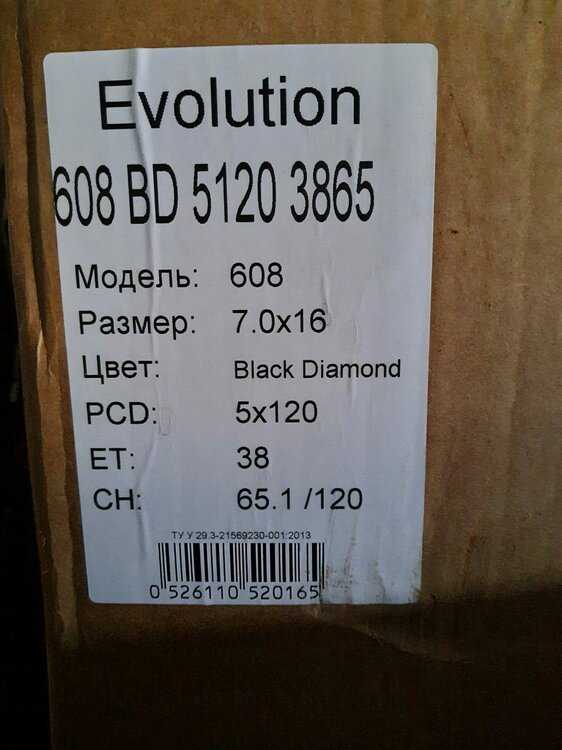 Evolution
608 BD 5120 3865
Модель: 608
Размер: 7.0x16
Цвет: Black Diamond
PCD: 5x120
ET: 38
CH: 65.1 /120
ТУ У 29.3-21569230-001:2013
0 526110 520165